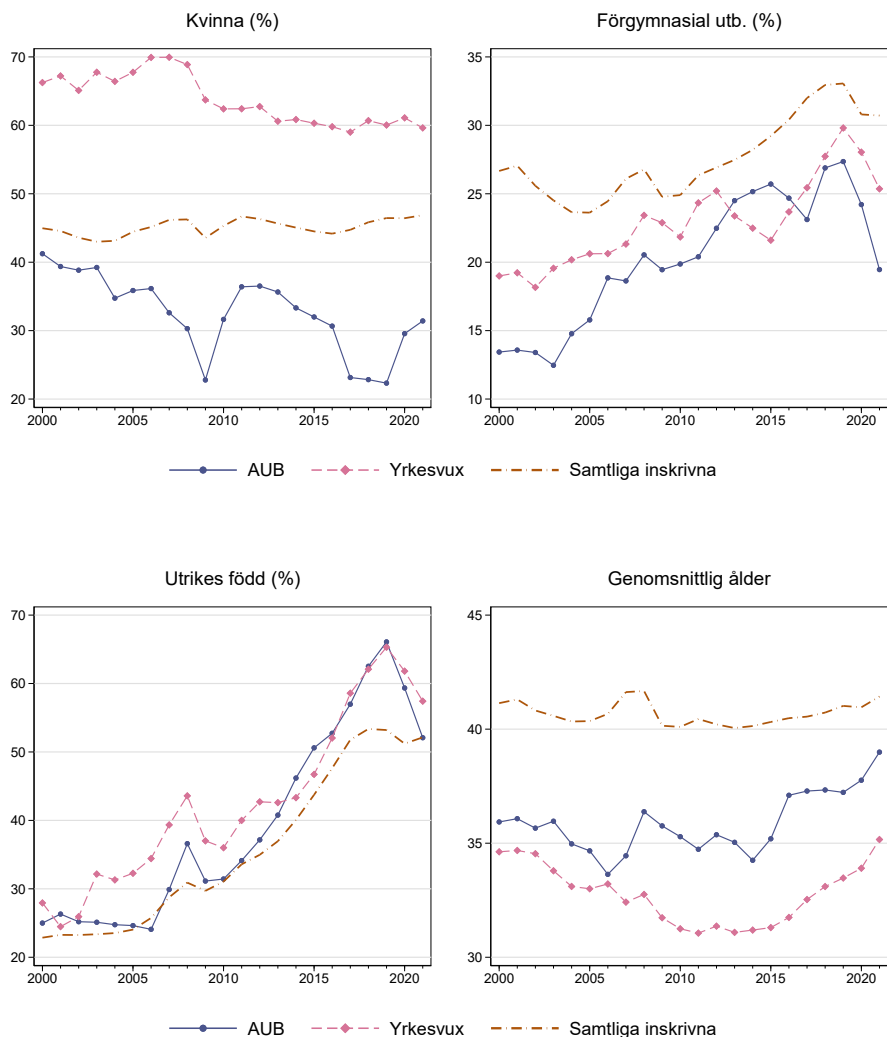 Kvinna (%)
70
60
50
40
30
20
2000 2005 2010 2015 2020
Förgymnasial utb. (%)
35
30
25
20
15
10
2000 2005 2010 2015 2020
AUB Yrkesvux Samtliga inskrivna
Utrikes född (%)
70
60
50
40
30
20
2000 2005 2010 2015 2020
Genomsnittlig ålder
45
40
35
30
2000 2005 2010 2015 2020
AUB Yrkesvux Samtliga inskrivna